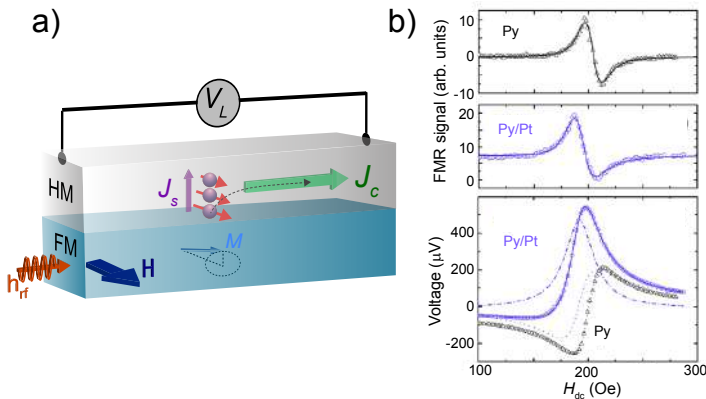 a)
V_L
HM
J_s
J_c
FM
M
H
h_rf
b)
FMR signal (arb. units)
10
0
-10
Py
20
10
0
Py/Pt
Voltage (μV)
400
200
0
-200
Py/Pt
Py
100
200
300
H_dc (Oe)